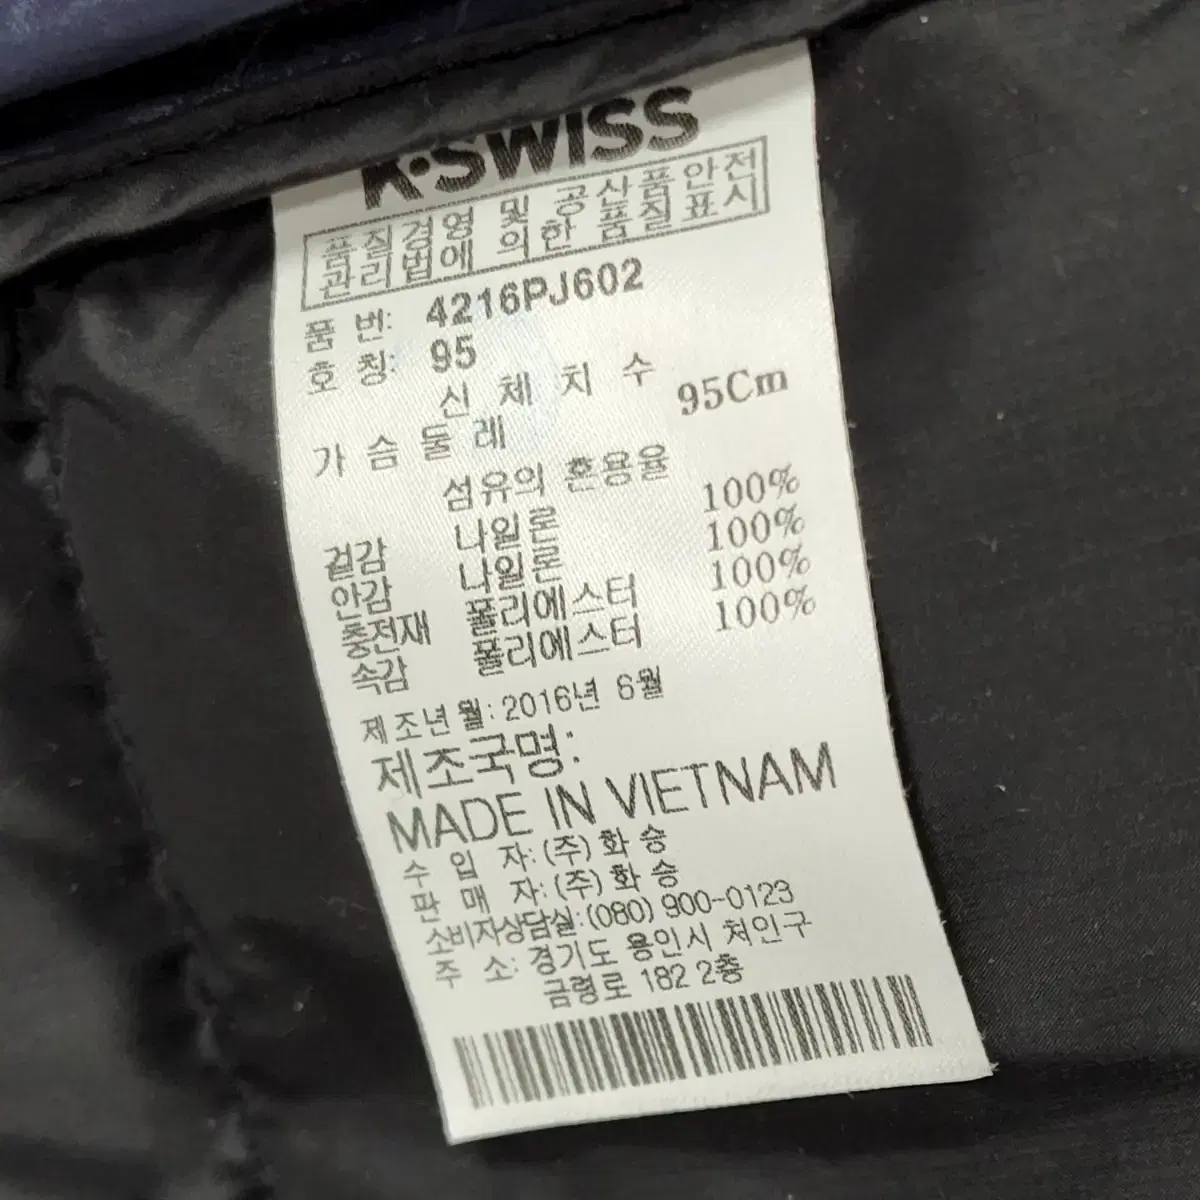 K·SWISS
품질경영 및 공산품안전
관리법에 의한 품질표시
품 번: 4216PJ602
호 칭: 95
신 체 치 수
가 슴 둘 레 95Cm
섬유의 혼용율
겉감 나일론 100%
안감 나일론 100%
충전재 폴리에스터 100%
속감 폴리에스터 100%
제조년월: 2016년 6월
제조국명:
MADE IN VIETNAM
수 입 자: (주) 화 승
판 매 자: (주) 화 승
소비자상담실: (080) 900-0123
주 소: 경기도 용인시 처인구
금령로 182 2층